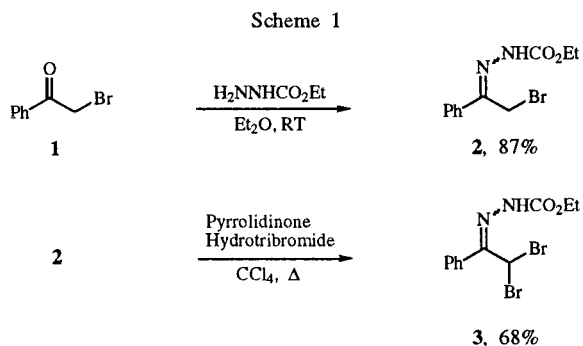 Scheme 1
O
Br
Ph
1
H₂NNHCO₂Et
Et₂O, RT
N
NHCO₂Et
Ph
Br
2, 87%
2
Pyrrolidinone
Hydrotribromide
CCl₄, Δ
N
NHCO₂Et
Ph
Br
Br
3, 68%